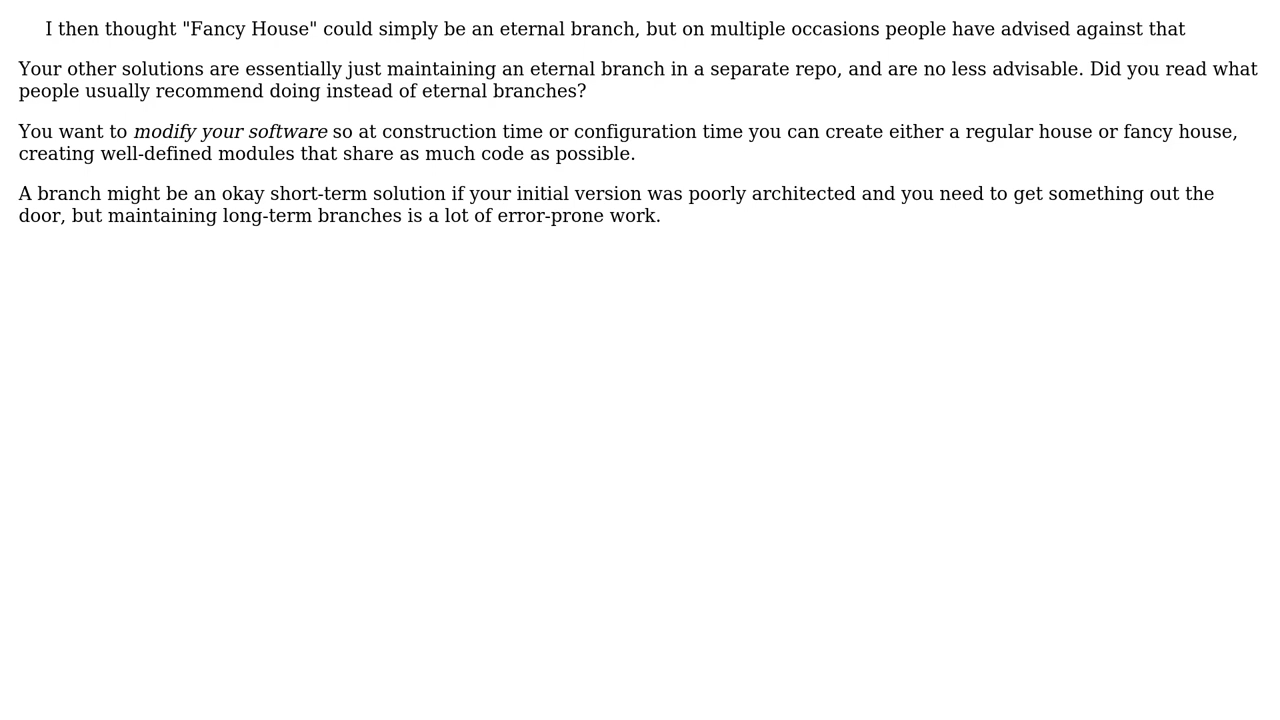 I then thought "Fancy House" could simply be an eternal branch, but on multiple occasions people have advised against that
Your other solutions are essentially just maintaining an eternal branch in a separate repo, and are no less advisable. Did you read what
people usually recommend doing instead of eternal branches?
You want to modify your software so at construction time or configuration time you can create either a regular house or fancy house,
creating well-defined modules that share as much code as possible.
A branch might be an okay short-term solution if your initial version was poorly architected and you need to get something out the
door, but maintaining long-term branches is a lot of error-prone work.